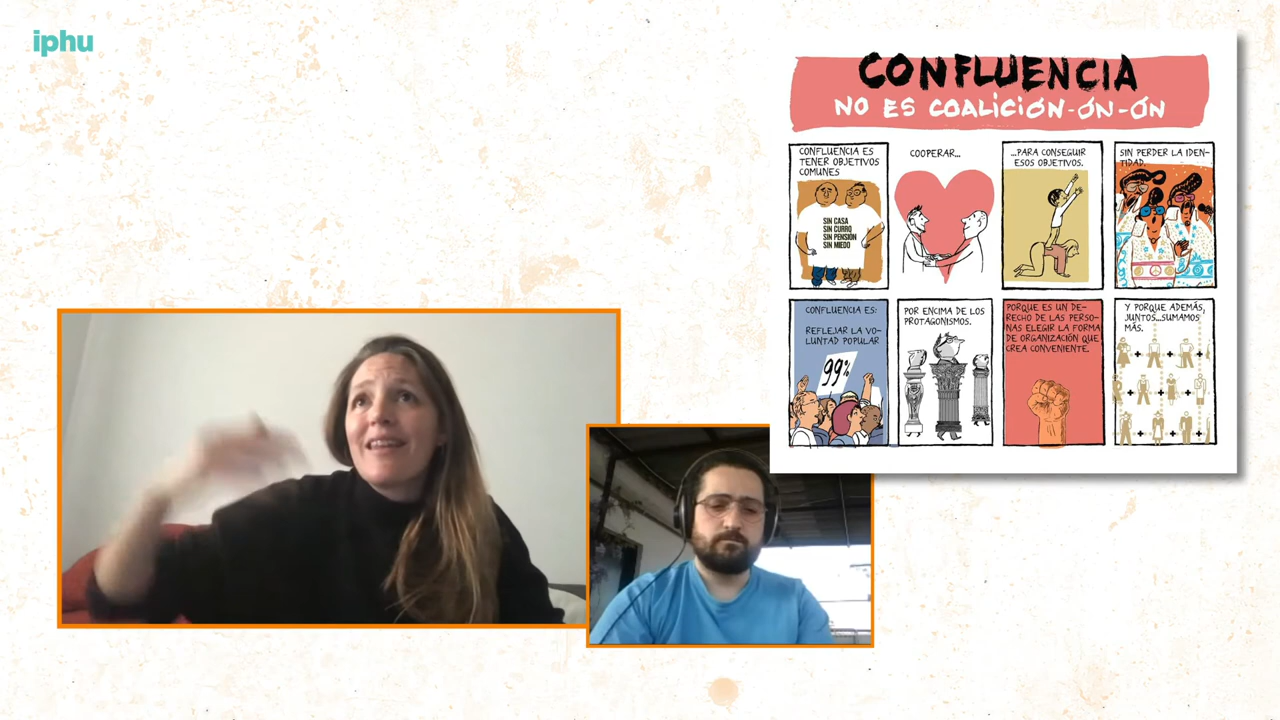 iphu
CONFLUENCIA
NO ES COALICIÓN-ÓN-ÓN
CONFLUENCIA ES
TENER OBJETIVOS
COMUNES
SIN CASA
SIN CURRO
SIN PENSIÓN
SIN MIEDO
COOPERAR...
...PARA CONSEGUIR
ESOS OBJETIVOS.
SIN PERDER LA IDEN-
TIDAD.
CONFLUENCIA ES:
REFLEJAR LA VO-
LUNTAD POPULAR
99%
POR ENCIMA DE LOS
PROTAGONISMOS.
PORQUE ES UN DE-
RECHO DE LAS PERSO-
NAS ELEGIR LA FORMA
DE ORGANIZACIÓN QUE
CREA CONVENIENTE.
Y PORQUE ADEMÁS,
JUNTOS...SUMAMOS
MÁS.